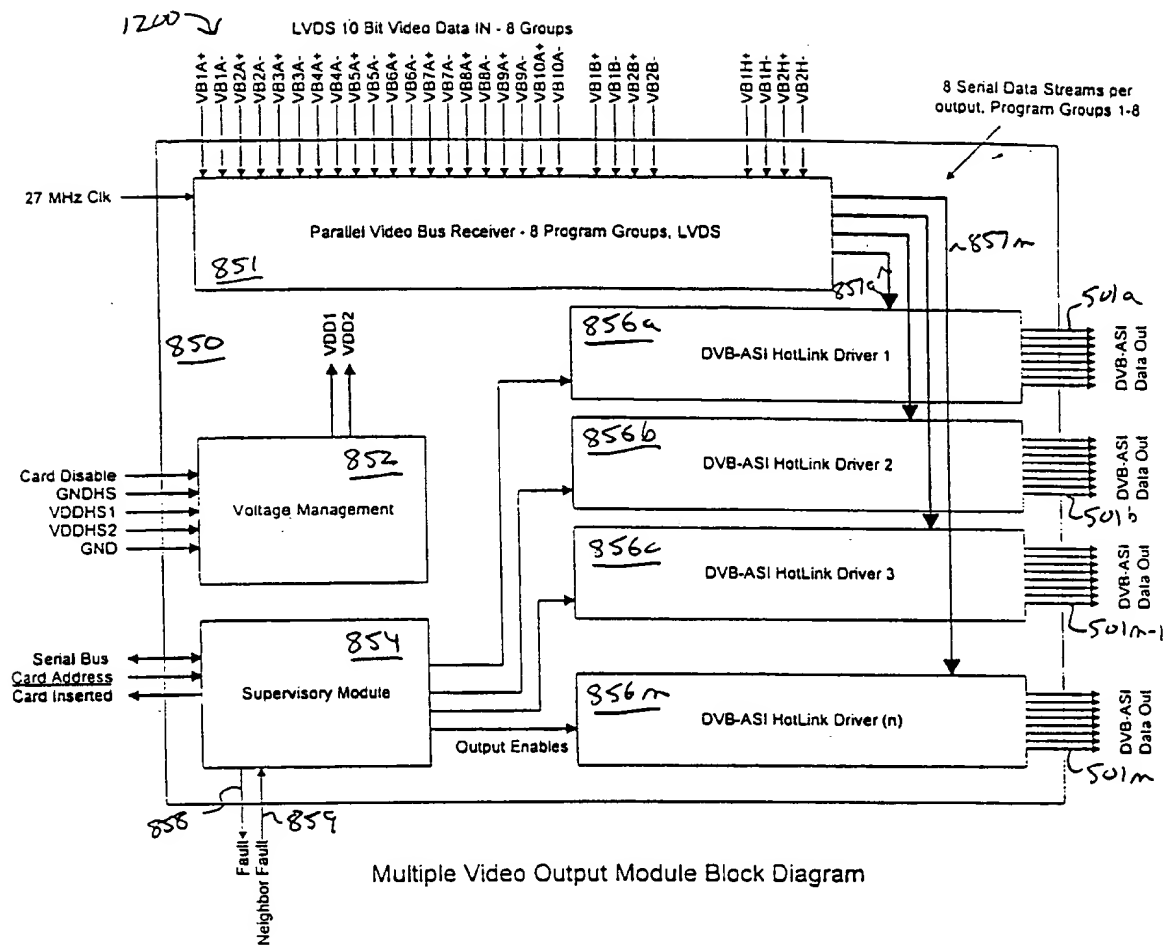 1200
LVDS 10 Bit Video Data IN - 8 Groups
VB1A+
VB1A-
VB2A+
VB2A-
VB3A+
VB3A-
VB4A+
VB4A-
VB5A+
VB5A-
VB6A+
VB6A-
VB7A+
VB7A-
VB8A+
VB8A-
VB9A+
VB9A-
VB10A+
VB10A-
VB1B+
VB1B-
VB2B+
VB2B-
VB1H+
VB1H-
VB2H+
VB2H-
8 Serial Data Streams per
output. Program Groups 1-8
27 MHz Clk
Parallel Video Bus Receiver - 8 Program Groups, LVDS
851
857n
857a
850
VDD1
VDD2
856a
DVB-ASI HotLink Driver 1
501a
DVB-ASI
Data Out
856b
DVB-ASI HotLink Driver 2
DVB-ASI
Data Out
501b
852
Voltage Management
Card Disable
GNDHS
VDDHS1
VDDHS2
GND
856c
DVB-ASI HotLink Driver 3
DVB-ASI
Data Out
501n-1
854
Supervisory Module
Serial Bus
Card Address
Card Inserted
Output Enables
856n
DVB-ASI HotLink Driver (n)
DVB-ASI
Data Out
501n
858
859
Fault
Neighbor Fault
Multiple Video Output Module Block Diagram